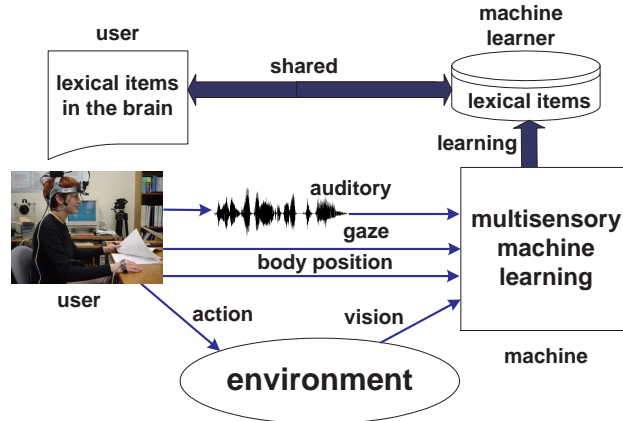 user
machine
learner
lexical items
in the brain
shared
lexical items
learning
auditory
gaze
body position
multisensory
machine
learning
user
action
vision
machine
environment